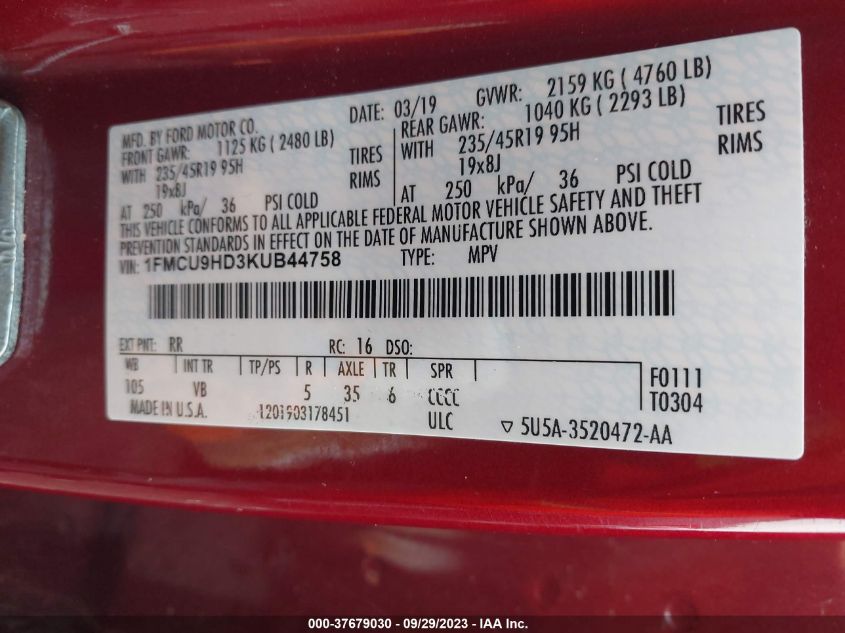 MFD. BY FORD MOTOR CO.
DATE: 03/19 GVWR: 2159 KG ( 4760 LB)
FRONT GAWR: 1125 KG ( 2480 LB)
WITH 235/45R19 95H TIRES
19x8J RIMS
AT 250 kPa/ 36 PSI COLD
REAR GAWR: 1040 KG ( 2293 LB)
WITH 235/45R19 95H TIRES
19x8J RIMS
AT 250 kPa/ 36 PSI COLD
THIS VEHICLE CONFORMS TO ALL APPLICABLE FEDERAL MOTOR VEHICLE SAFETY AND THEFT
PREVENTION STANDARDS IN EFFECT ON THE DATE OF MANUFACTURE SHOWN ABOVE.
VIN: 1FMCU9HD3KUB44758 TYPE: MPV
EXT PNT: RR RC: 16 DSO:
WB INT TR TP/PS R AXLE TR SPR
105 VB 5 35 6 CCCC
F0111
T0304
MADE IN U.S.A. 1201903178451 ULC ▽ 5U5A-3520472-AA
000-37679030 - 09/29/2023 - IAA Inc.